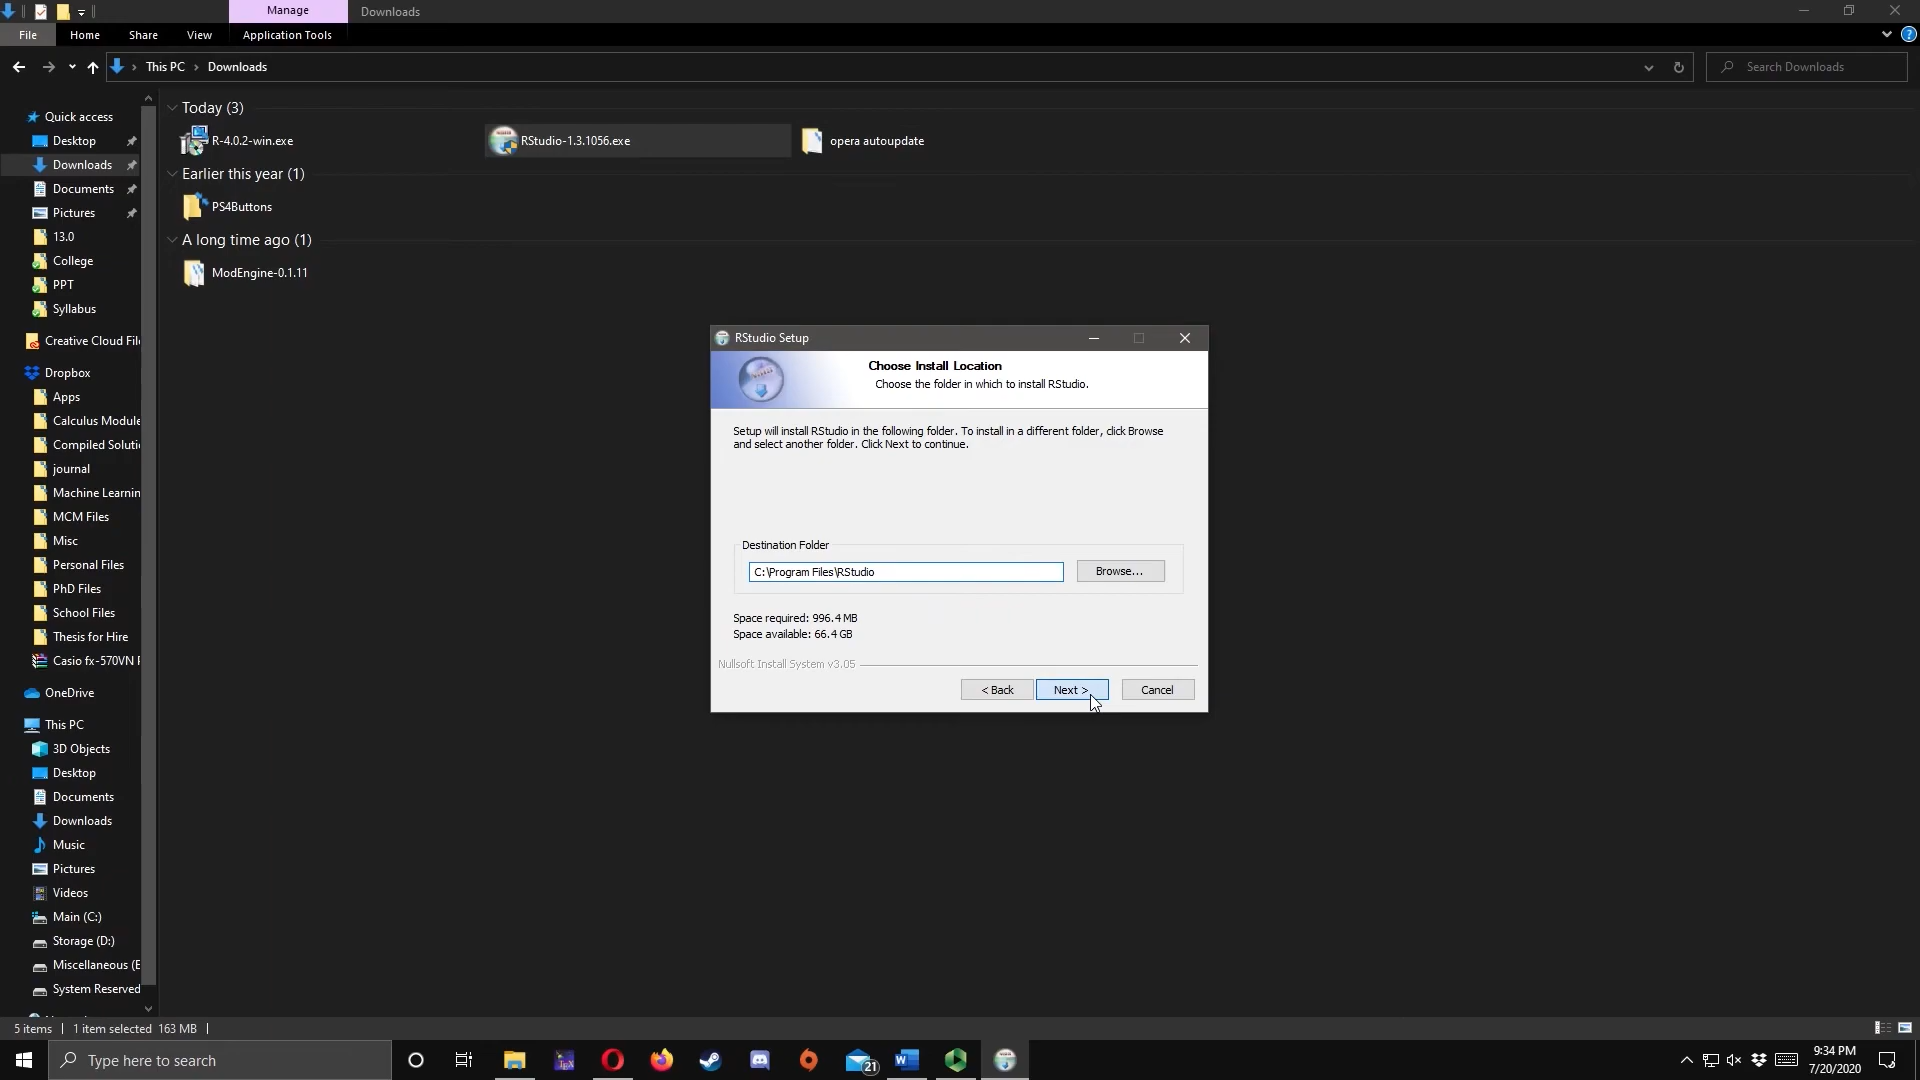 Manage
Downloads
File
Home
Share
View
Application Tools
This PC
Downloads
Search Downloads
Quick access
Desktop
Downloads
Documents
Pictures
13.0
College
PPT
Syllabus
Creative Cloud Fil
Dropbox
Apps
Calculus Module
Compiled Soluti
journal
Machine Learnin
MCM Files
Misc
Personal Files
PhD Files
School Files
Thesis for Hire
Casio fx-570VN P
OneDrive
This PC
3D Objects
Desktop
Documents
Downloads
Music
Pictures
Videos
Main (C:)
Storage (D:)
Miscellaneous (E
System Reserved
Today (3)
R-4.0.2-win.exe
RStudio-1.3.1056.exe
opera autoupdate
Earlier this year (1)
PS4Buttons
A long time ago (1)
ModEngine-0.1.11
RStudio Setup
Choose Install Location
Choose the folder in which to install RStudio.
Setup will install RStudio in the following folder. To install in a different folder, click Browse
and select another folder. Click Next to continue.
Destination Folder
C:\Program Files\RStudio
Browse...
Space required: 996.4 MB
Space available: 66.4 GB
Nullsoft Install System v3.05
< Back
Next >
Cancel
5 items
1 item selected 163 MB
Type here to search
21
9:34 PM
7/20/2020